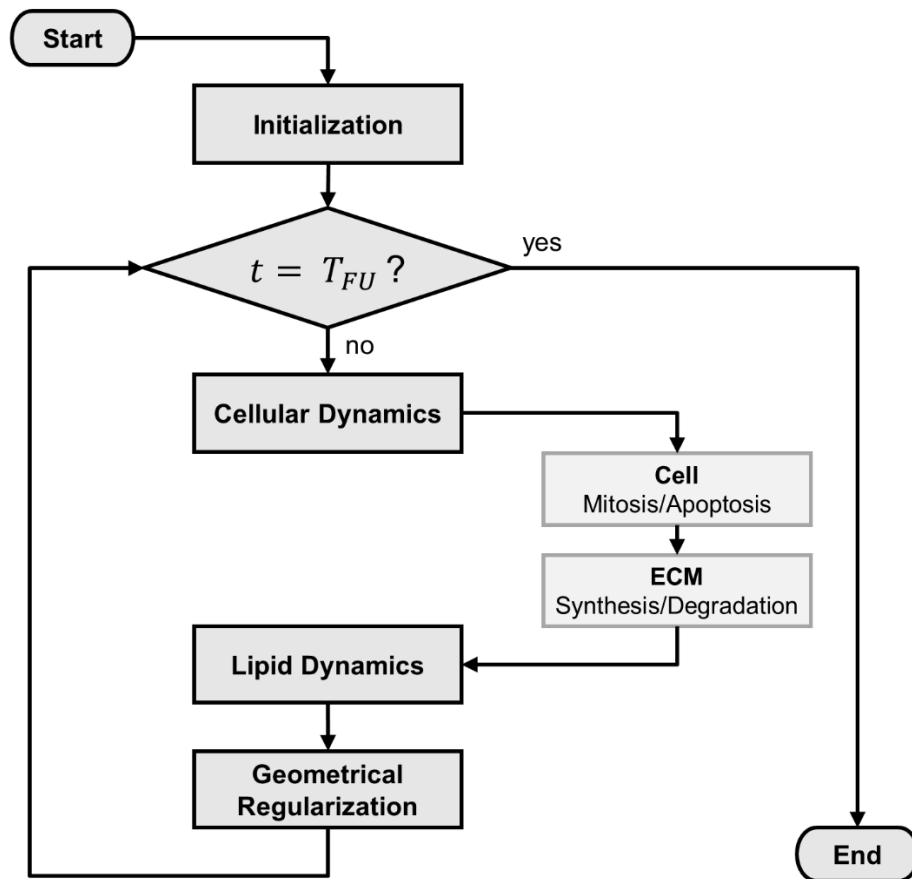 Start
Initialization
yes
t = T_FU ?
no
Cellular Dynamics
Cell
Mitosis/Apoptosis
ECM
Synthesis/Degradation
Lipid Dynamics
Geometrical
Regularization
End